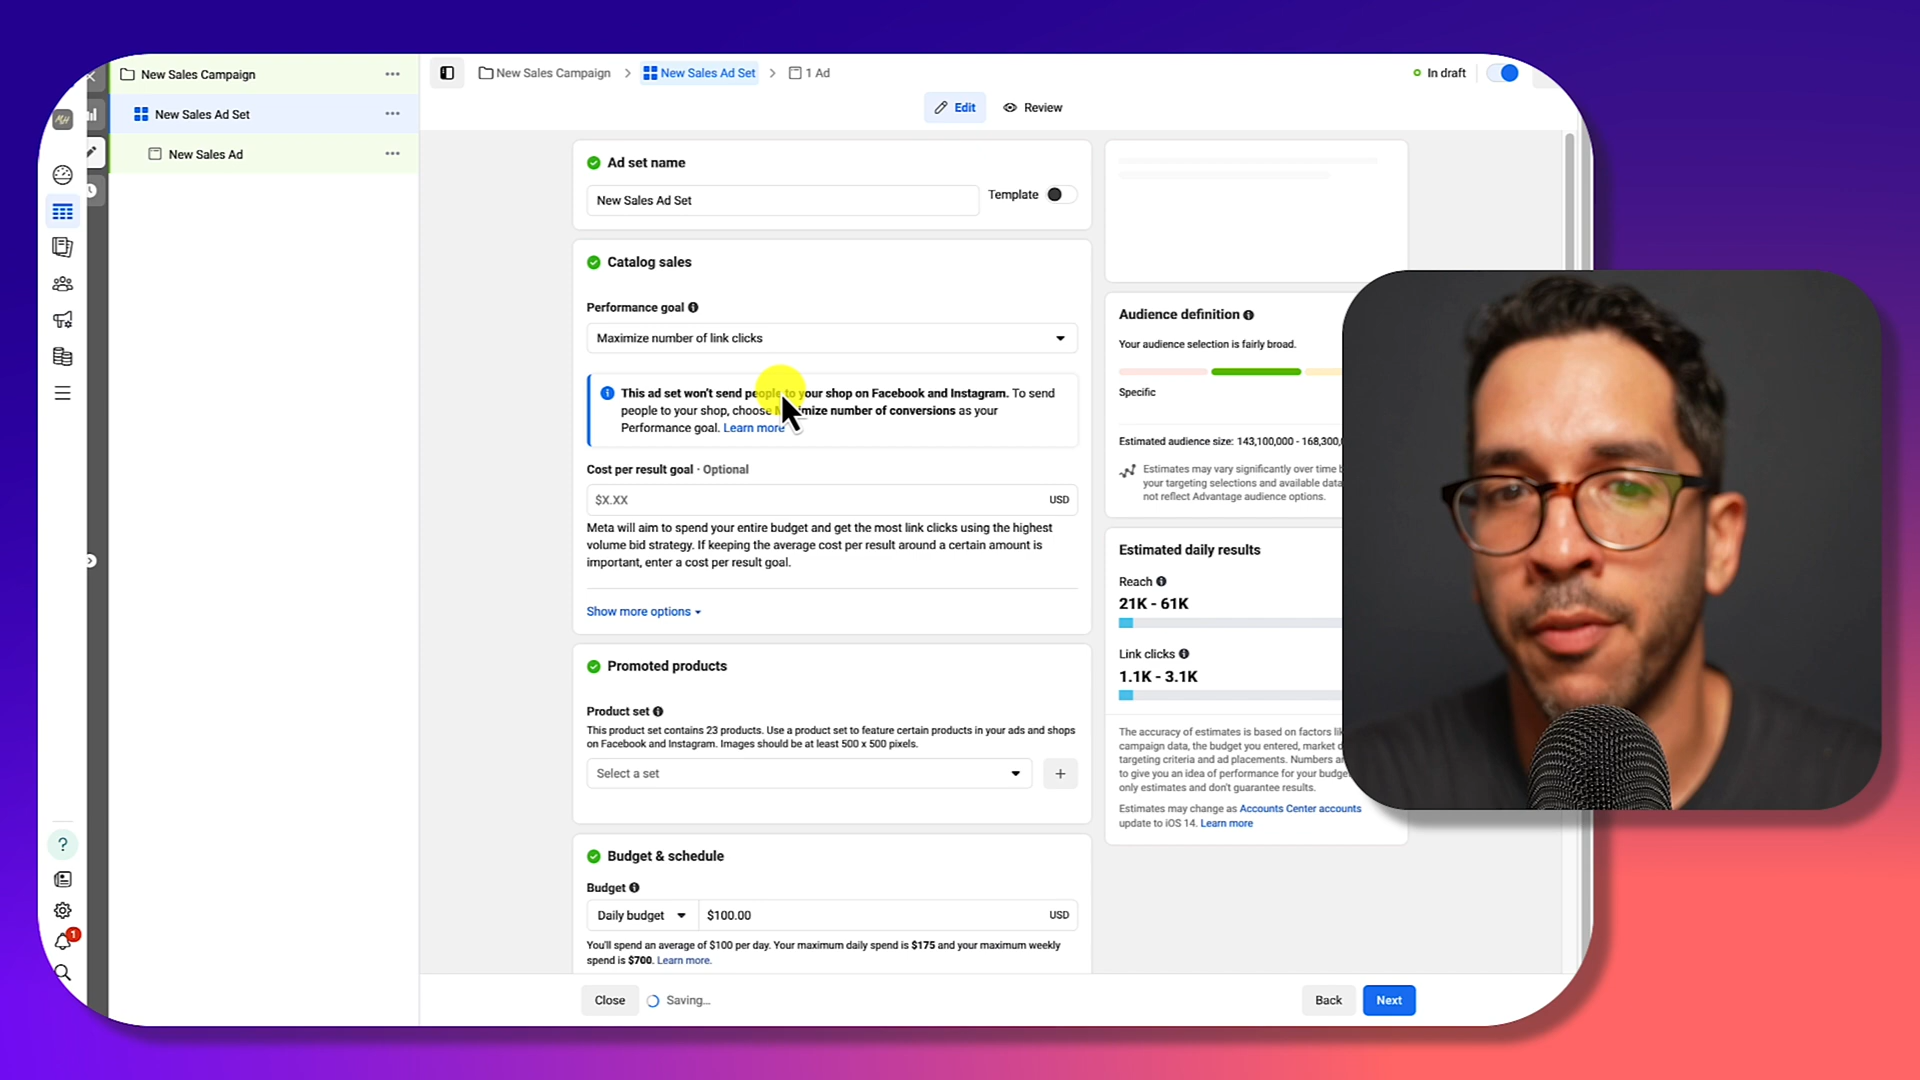 New Sales Campaign
New Sales Ad Set
New Sales Ad
New Sales Campaign
New Sales Ad Set
1 Ad
In draft
Edit
Review
Ad set name
New Sales Ad Set
Template
Catalog sales
Performance goal
Maximize number of link clicks
This ad set won't send people to your shop on Facebook and Instagram. To send
people to your shop, choose number of conversions as your
Performance goal. Learn more
Cost per result goal · Optional
$X.XX
USD
Meta will aim to spend your entire budget and get the most link clicks using the highest
volume bid strategy. If keeping the average cost per result around a certain amount is
important, enter a cost per result goal.
Show more options
Promoted products
Product set
This product set contains 23 products. Use a product set to feature certain products in your ads and shops
on Facebook and Instagram. Images should be at least 500 x 500 pixels.
Select a set
Budget & schedule
Budget
Daily budget
$100.00
USD
You'll spend an average of $100 per day. Your maximum daily spend is $175 and your maximum weekly
spend is $700. Learn more.
Close
Saving...
Back
Next
Audience definition
Your audience selection is fairly broad.
Specific
Estimated audience size: 143,100,000 - 168,300,
Estimates may vary significantly over time
your targeting selections and available data
not reflect Advantage audience options.
Estimated daily results
Reach
21K - 61K
Link clicks
1.1K - 3.1K
The accuracy of estimates is based on factors
campaign data, the budget you entered, market
targeting criteria and ad placements. Numbers
to give you an idea of performance for your
only estimates and don't guarantee results.
Estimates may change as Accounts Center accounts
update to iOS 14. Learn more
MH
?
1